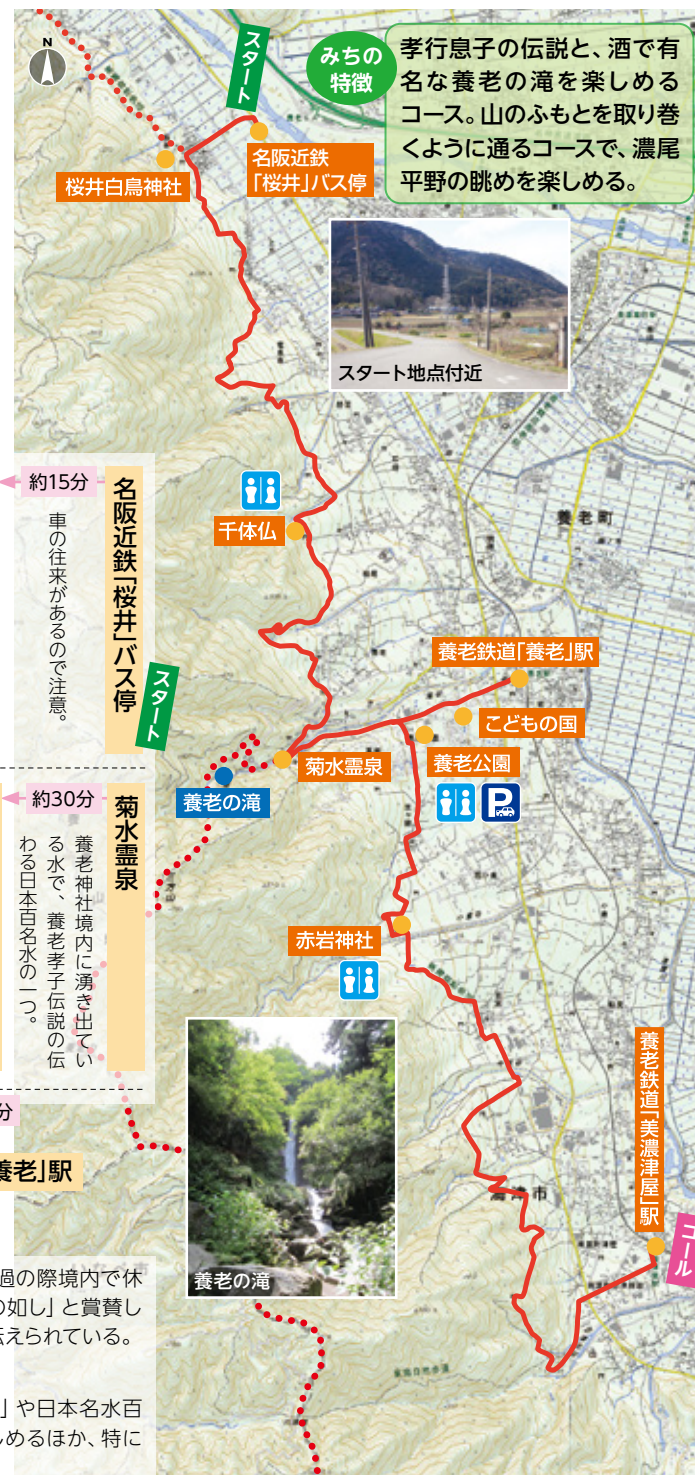 N
スタート
みちの
特徴
孝行息子の伝説と、酒で有
名な養老の滝を楽しめる
コース。山のふもとを取り巻
くように通るコースで、濃尾
平野の眺めを楽しめる。
名阪近鉄
「桜井」バス停
桜井白鳥神社
スタート地点付近
千体仏
養老町
養老鉄道「養老」駅
こどもの国
養老公園
P
菊水霊泉
養老の滝
赤岩神社
養老鉄道「美濃津屋」駅
ゴール
養老の滝
名阪近鉄「桜井」バス停
スタート
約15分
車の往来があるので注意。
菊水霊泉
約30分
養老神社境内に湧き出てい
る水で、養老孝子伝説の伝
わる日本百名水の一つ。
分
養老」駅
過の際境内で休
の如し」と賞賛し
伝えられている。
」や日本名水百
しめるほか、特に